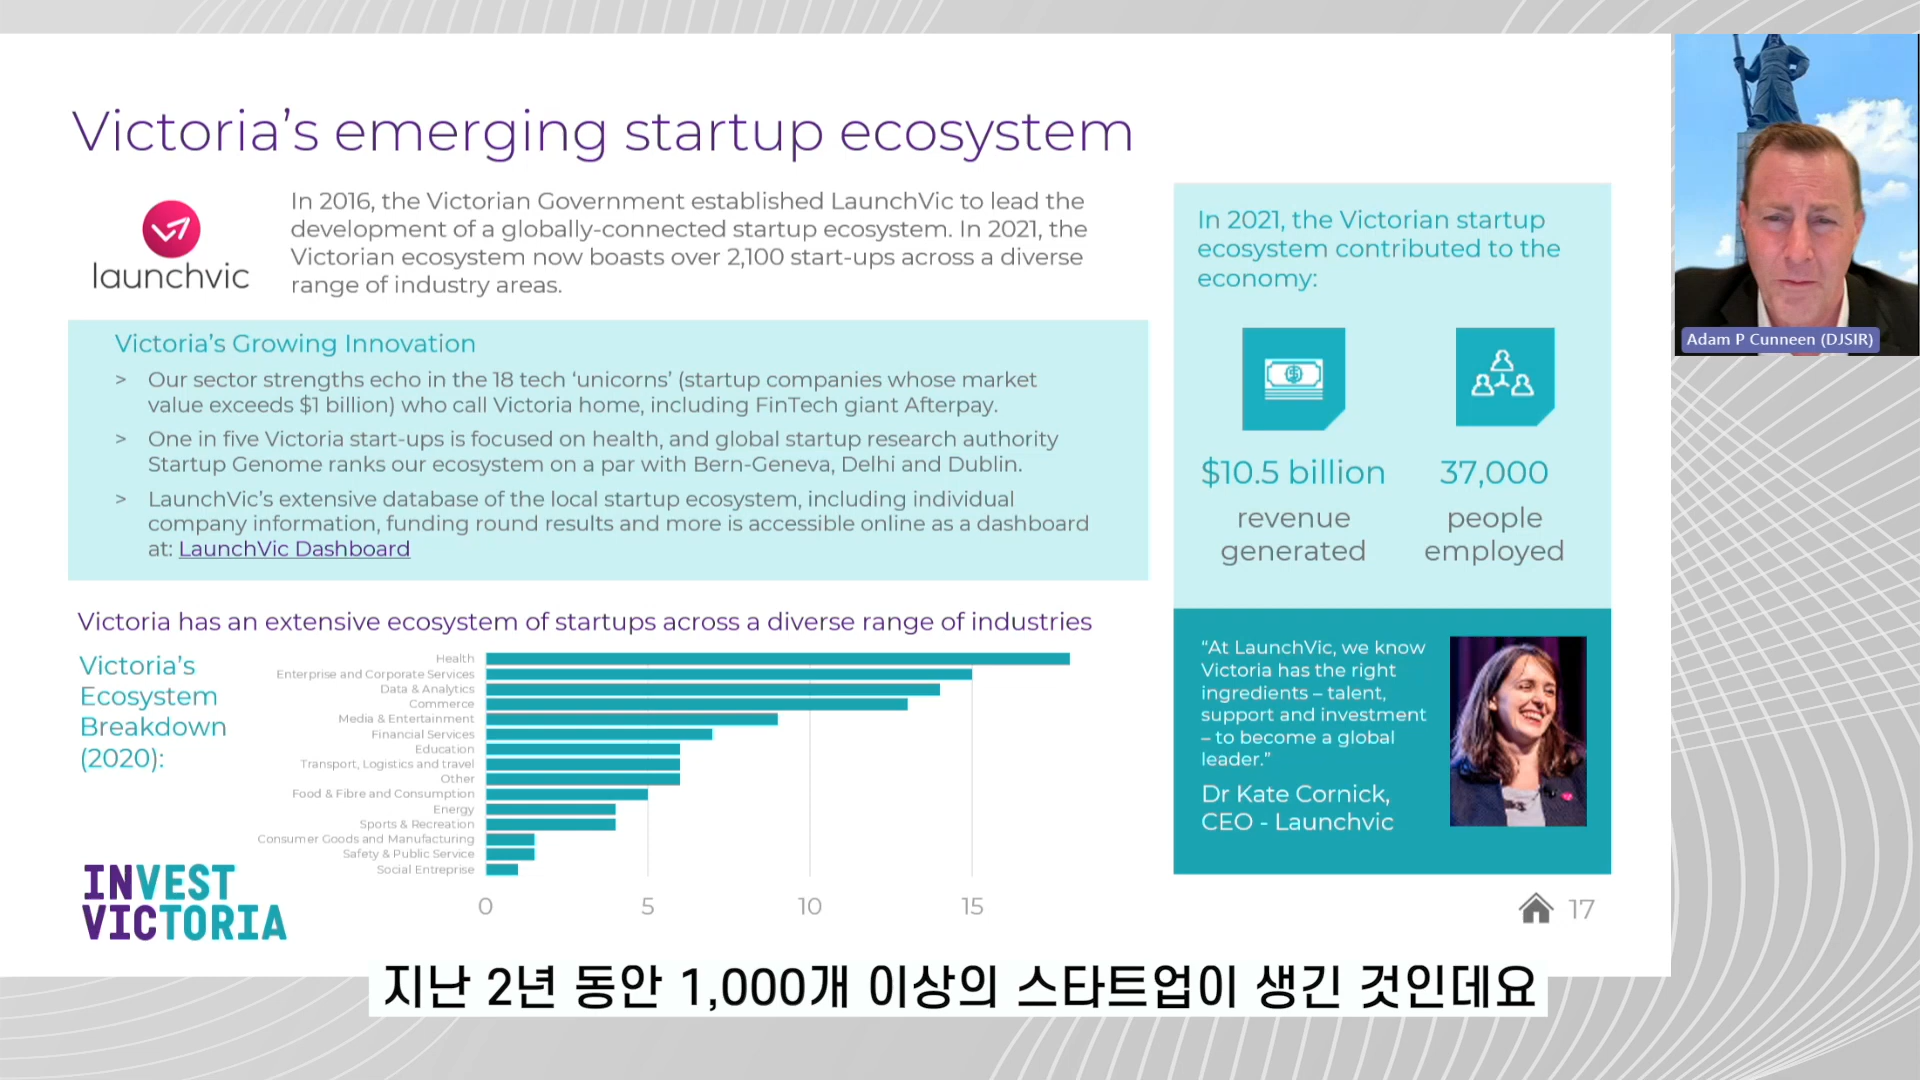 Victoria's emerging startup ecosystem
launchvic
In 2016, the Victorian Government established LaunchVic to lead the
development of a globally-connected startup ecosystem. In 2021, the
Victorian ecosystem now boasts over 2,100 start-ups across a diverse
range of industry areas.
Victoria's Growing Innovation
> Our sector strengths echo in the 18 tech ‘unicorns’ (startup companies whose market
value exceeds $1 billion) who call Victoria home, including FinTech giant Afterpay.
> One in five Victoria start-ups is focused on health, and global startup research authority
Startup Genome ranks our ecosystem on a par with Bern-Geneva, Delhi and Dublin.
> LaunchVic's extensive database of the local startup ecosystem, including individual
company information, funding round results and more is accessible online as a dashboard
at: LaunchVic Dashboard
In 2021, the Victorian startup
ecosystem contributed to the
economy:
$10.5 billion
revenue
generated
37,000
people
employed
Adam P Cunneen (DJSIR)
Victoria has an extensive ecosystem of startups across a diverse range of industries
Victoria's
Ecosystem
Breakdown
(2020):
Health
Enterprise and Corporate Services
Data & Analytics
Commerce
Media & Entertainment
Financial Services
Education
Transport, Logistics and travel
Other
Food & Fibre and Consumption
Energy
Sports & Recreation
Consumer Goods and Manufacturing
Safety & Public Service
Social Entreprise
0 5 10 15
“At LaunchVic, we know
Victoria has the right
ingredients – talent,
support and investment
– to become a global
leader.”
Dr Kate Cornick,
CEO - Launchvic
INVEST
VICTORIA
17
지난 2년 동안 1,000개 이상의 스타트업이 생긴 것인데요